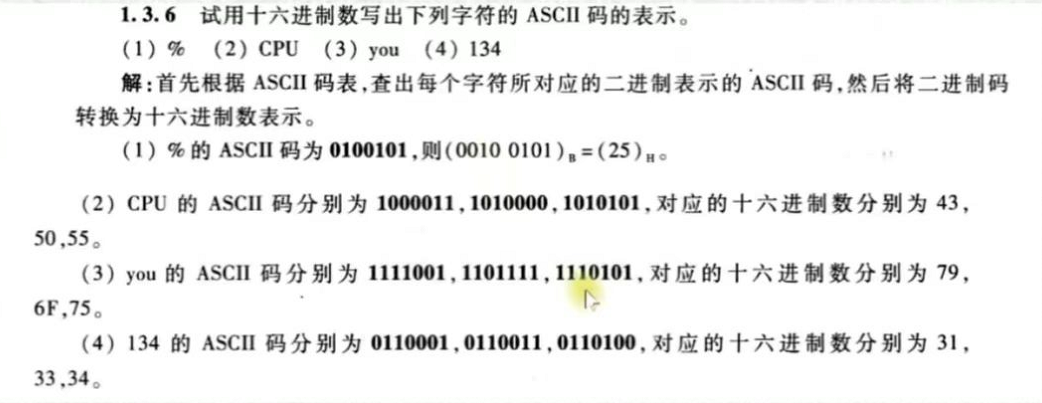 1.3.6 试用十六进制数写出下列字符的 ASCII 码的表示。
(1) % (2) CPU (3) you (4) 134
解:首先根据 ASCII 码表,查出每个字符所对应的二进制表示的 ASCII 码,然后将二进制码
转换为十六进制数表示。
(1) % 的 ASCII 码为 0100101,则(0010 0101)B=(25)H。
(2) CPU 的 ASCII 码分别为 1000011,1010000,1010101,对应的十六进制数分别为 43,
50,55。
(3) you 的 ASCII 码分别为 1111001,1101111,1110101,对应的十六进制数分别为 79,
6F,75。
(4) 134 的 ASCII 码分别为 0110001,0110011,0110100,对应的十六进制数分别为 31,
33,34。